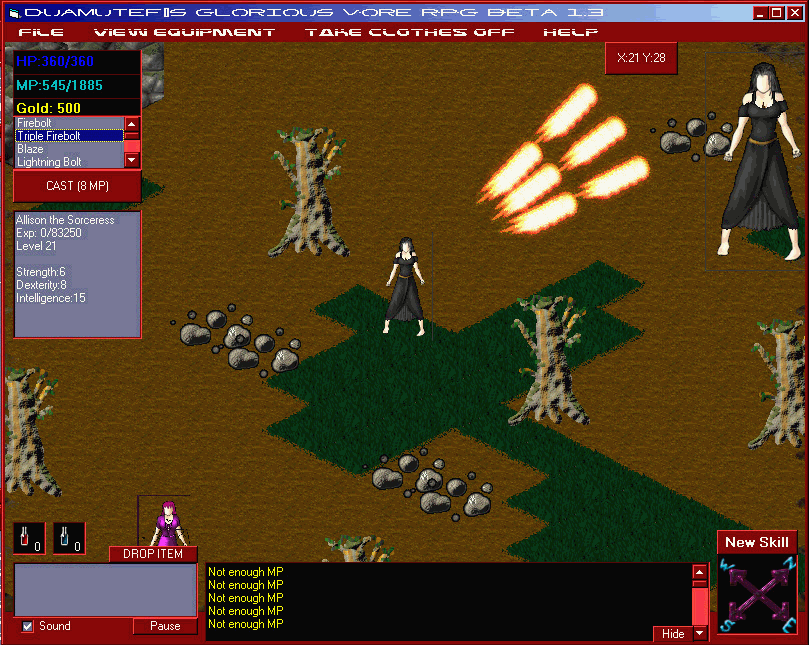 DUAMUTEF'S GLORIOUS VORE RPG BETA 1.3
FILE VIEW EQUIPMENT TAKE CLOTHES OFF HELP
HP:360/360
MP:545/1885
Gold: 500
Firebolt
Triple Firebolt
Blaze
Lightning Bolt
CAST (8 MP)
X:21 Y:28
Allison the Sorceress
Exp: 0/83250
Level 21
Strength:6
Dexterity:8
Intelligence:15
0
0
DROP ITEM
Not enough MP
Not enough MP
Not enough MP
Not enough MP
Not enough MP
Sound
Pause
Hide
New Skill
W N
S E